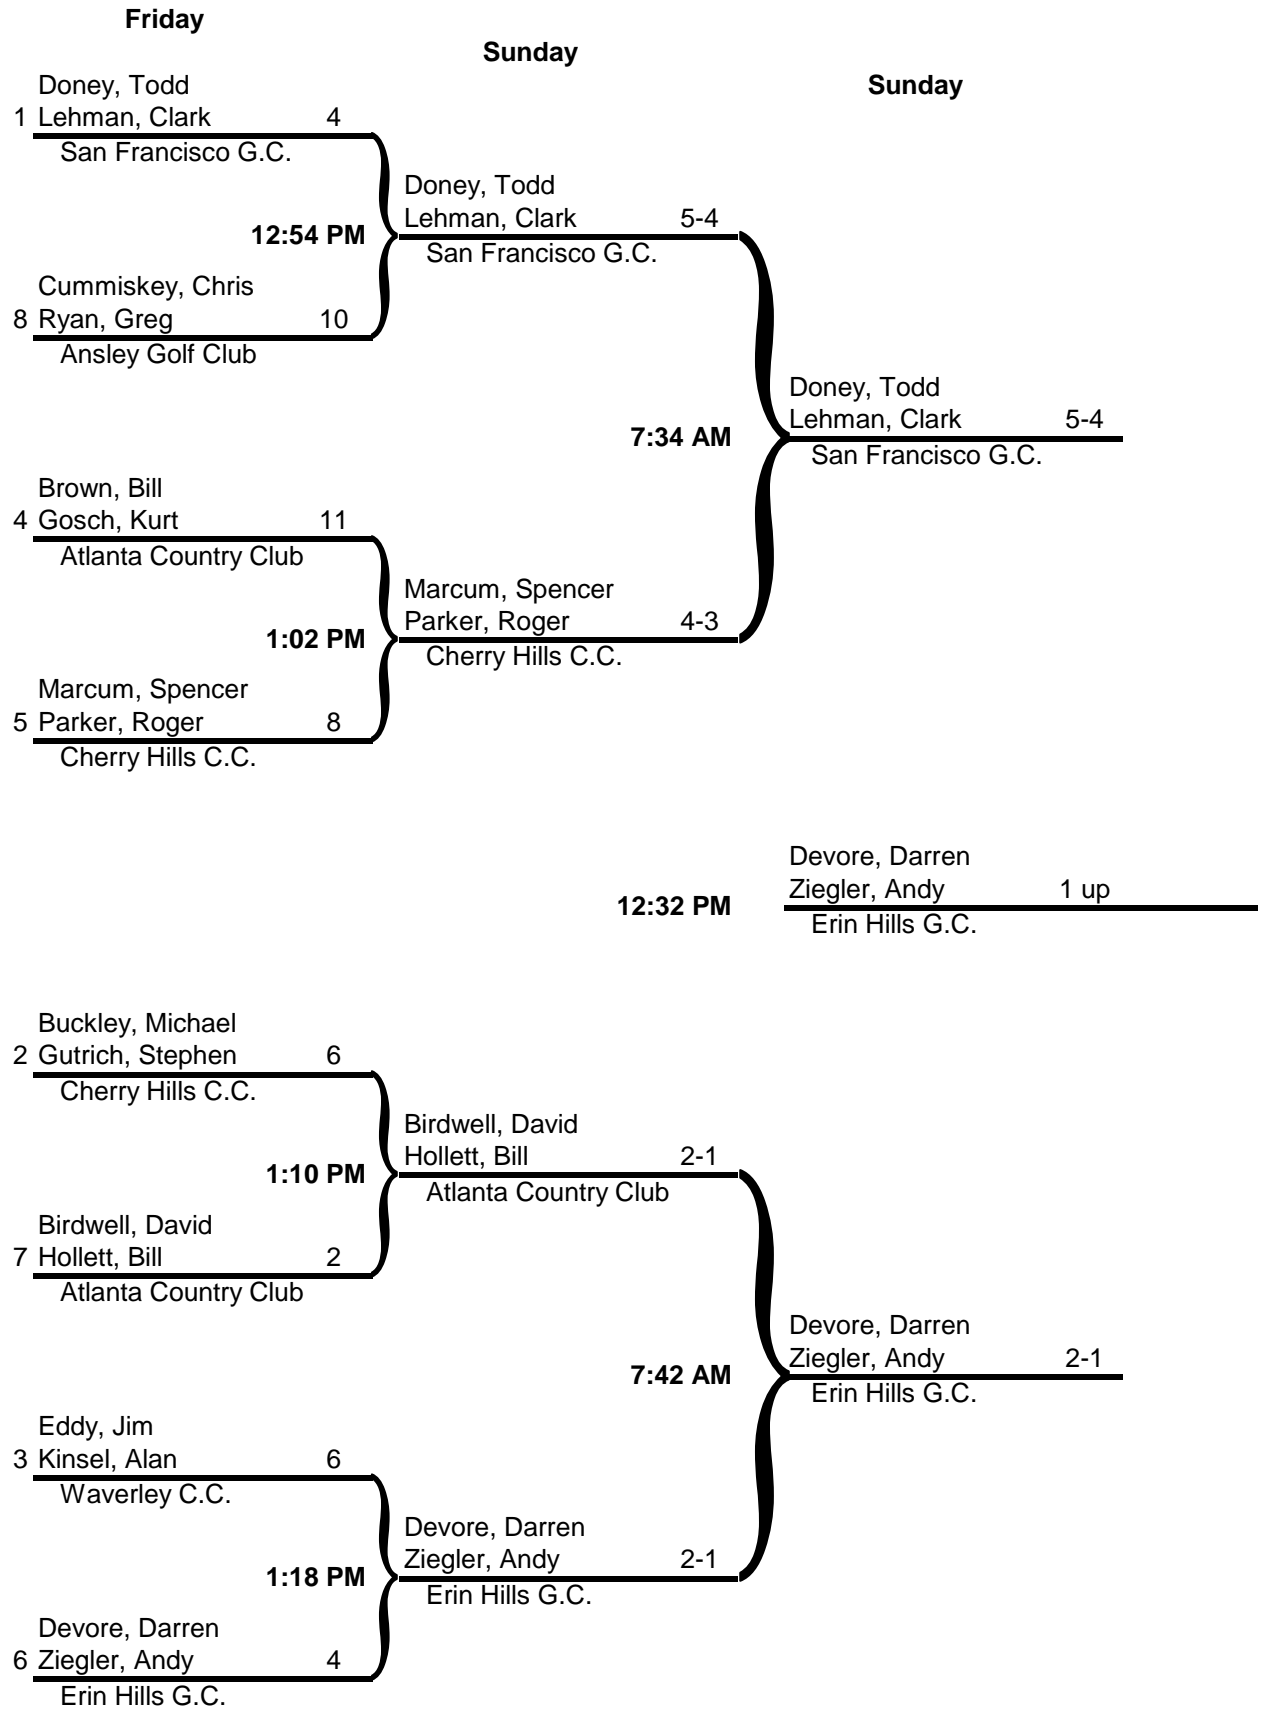 Friday
Sunday
Sunday
Doney, Todd
1 Lehman, Clark 4
San Francisco G.C.
Doney, Todd
12:54 PM Lehman, Clark 5-4
San Francisco G.C.
Cummiskey, Chris
8 Ryan, Greg 10
Ansley Golf Club
Doney, Todd
7:34 AM Lehman, Clark 5-4
San Francisco G.C.
Brown, Bill
4 Gosch, Kurt 11
Atlanta Country Club
Marcum, Spencer
1:02 PM Parker, Roger 4-3
Cherry Hills C.C.
Marcum, Spencer
5 Parker, Roger 8
Cherry Hills C.C.
Devore, Darren
12:32 PM Ziegler, Andy 1 up
Erin Hills G.C.
Buckley, Michael
2 Gutrich, Stephen 6
Cherry Hills C.C.
Birdwell, David
1:10 PM Hollett, Bill 2-1
Atlanta Country Club
Birdwell, David
7 Hollett, Bill 2
Atlanta Country Club
Devore, Darren
7:42 AM Ziegler, Andy 2-1
Erin Hills G.C.
Eddy, Jim
3 Kinsel, Alan 6
Waverley C.C.
Devore, Darren
1:18 PM Ziegler, Andy 2-1
Erin Hills G.C.
Devore, Darren
6 Ziegler, Andy 4
Erin Hills G.C.